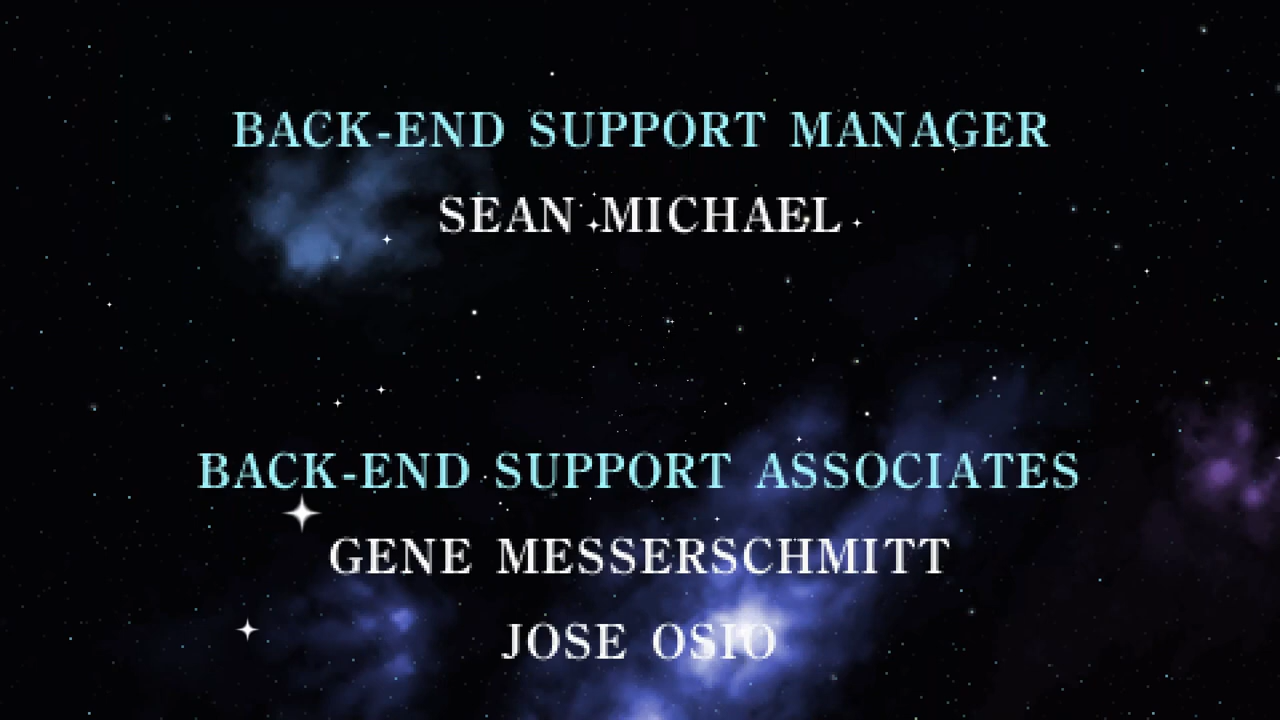 BACK-END SUPPORT MANAGER
SEAN MICHAEL
BACK-END SUPPORT ASSOCIATES
GENE MESSERSCHMITT
JOSE OSIO